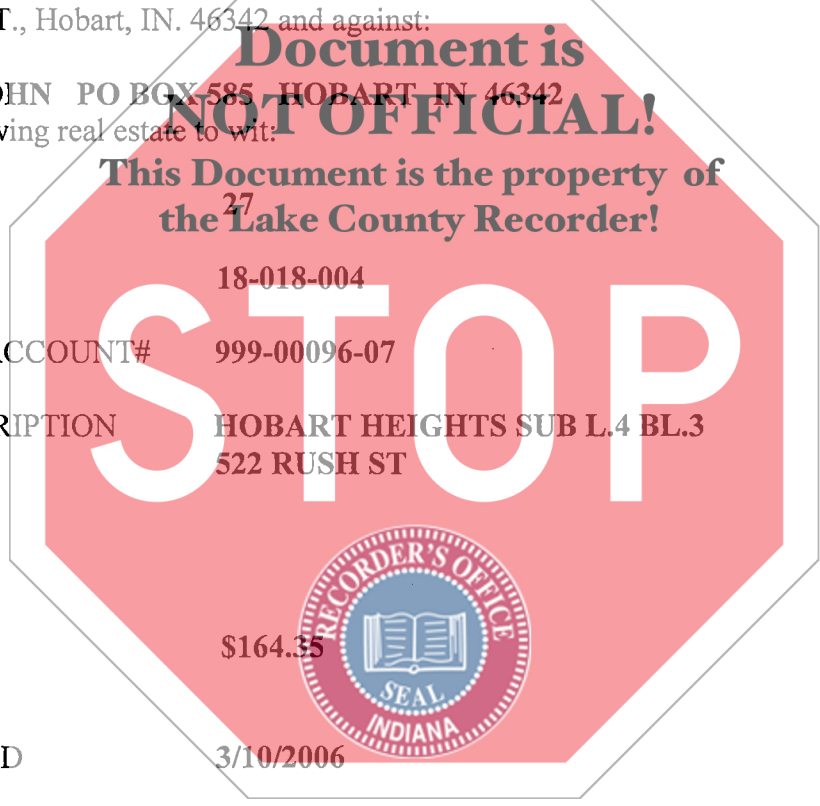 T., Hobart, IN. 46342 and against:
Document is
OHN PO BOX 585 HOBART IN 46342
NOT OFFICIAL!
wing real estate to wit:
This Document is the property of
27
the Lake County Recorder!
18-018-004
STOP
CCOUNT# 999-00096-07
RIPTION HOBART HEIGHTS SUB L.4 BL.3
522 RUSH ST
RECORDER'S OFFICE
$164.35
SEAL
INDIANA
D 3/10/2006